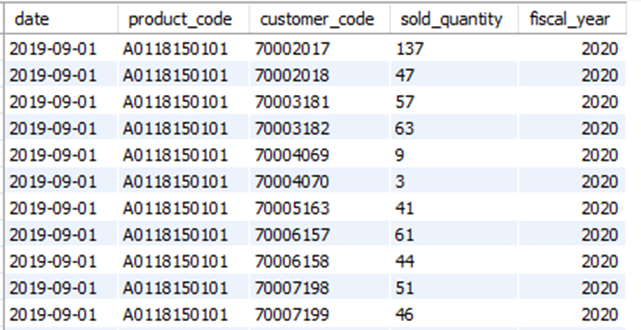 date product_code customer_code sold_quantity fiscal_year
2019-09-01 A0118150101 70002017 137 2020
2019-09-01 A0118150101 70002018 47 2020
2019-09-01 A0118150101 70003181 57 2020
2019-09-01 A0118150101 70003182 63 2020
2019-09-01 A0118150101 70004069 9 2020
2019-09-01 A0118150101 70004070 3 2020
2019-09-01 A0118150101 70005163 41 2020
2019-09-01 A0118150101 70006157 61 2020
2019-09-01 A0118150101 70006158 44 2020
2019-09-01 A0118150101 70007198 51 2020
2019-09-01 A0118150101 70007199 46 2020